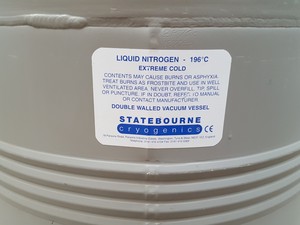 LIQUID NITROGEN - 196°C
EXTREME COLD
CONTENTS MAY CAUSE BURNS OR ASPHYXIA
TREAT BURNS AS FROSTBITE AND USE IN WELL
VENTILATED AREA. NEVER OVERFILL, TIP, SPILL
OR PUNCTURE. IF IN DOUBT, REFER TO MANUAL
OR CONTACT MANUFACTURER
DOUBLE WALLED VACUUM VESSEL
STATEBOURNE
cryogenics CE